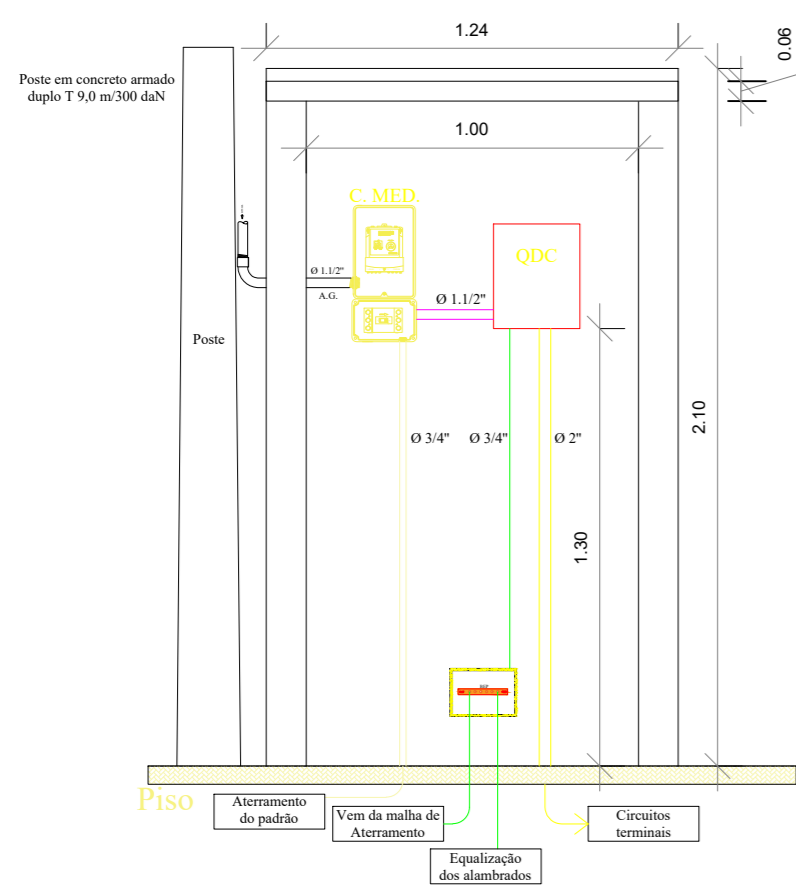 1.24
0.06
Poste em concreto armado
duplo T 9,0 m/300 daN
1.00
C. MED.
QDC
Ø 1.1/2"
A.G.
Ø 1.1/2"
Poste
Ø 3/4"
Ø 3/4"
Ø 2"
2.10
1.30
Piso
Aterramento
do padrão
Vem da malha de
Aterramento
Circuitos
terminais
Equalização
dos alambrados